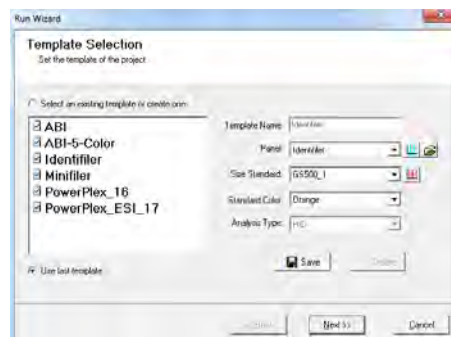 Run Wizard
Template Selection
Set the template of the project
Select an existing template or create one:
ABI
ABI-5-Color
Identifiler
Minifiler
PowerPlex_16
PowerPlex_ESI_17
Template Name: Identifiler
Panel: Identifiler
Size Standard: GS500_1
Standard Color: Orange
Analysis Type: HID
Save
Use last template
Next >>
Cancel